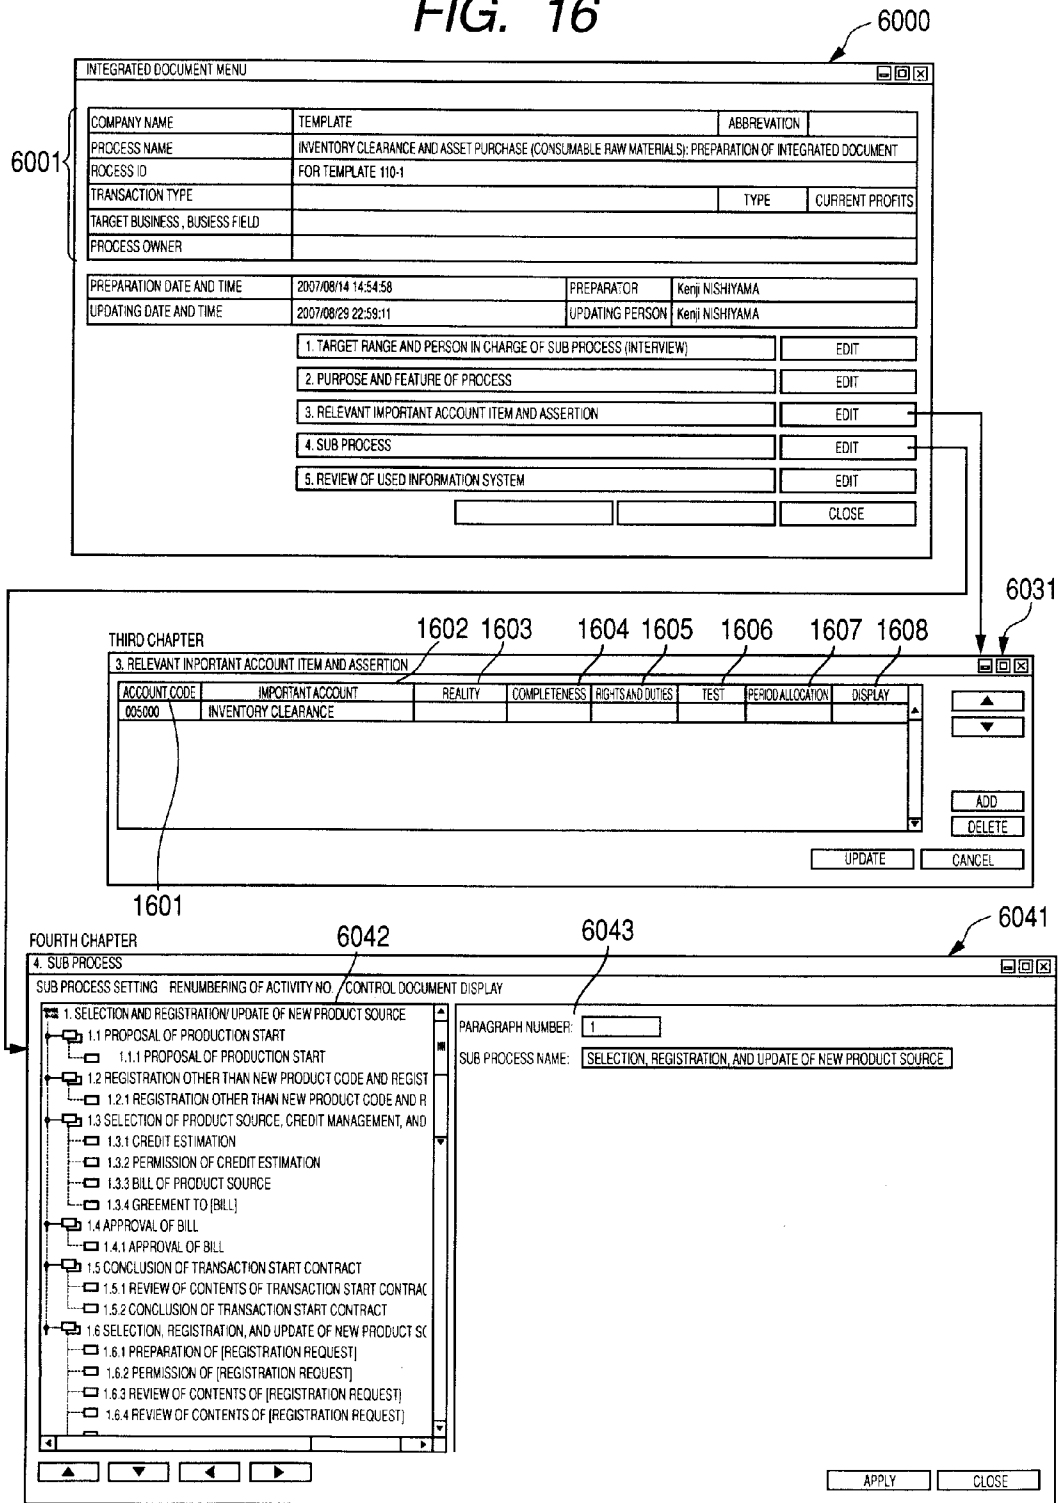 FIG. 16
6000
INTEGRATED DOCUMENT MENU
6001
COMPANY NAME TEMPLATE ABBREVATION
PROCESS NAME INVENTORY CLEARANCE AND ASSET PURCHASE (CONSUMABLE RAW MATERIALS): PREPARATION OF INTEGRATED DOCUMENT
ROCESS ID FOR TEMPLATE 110-1
TRANSACTION TYPE TYPE CURRENT PROFITS
TARGET BUSINESS , BUSIESS FIELD
PROCESS OWNER
PREPARATION DATE AND TIME 2007/08/14 14:54:58 PREPARATOR Kenji NISHIYAMA
UPDATING DATE AND TIME 2007/08/29 22:59:11 UPDATING PERSON Kenji NISHIYAMA
1. TARGET RANGE AND PERSON IN CHARGE OF SUB PROCESS (INTERVIEW) EDIT
2. PURPOSE AND FEATURE OF PROCESS EDIT
3. RELEVANT IMPORTANT ACCOUNT ITEM AND ASSERTION EDIT
4. SUB PROCESS EDIT
5. REVIEW OF USED INFORMATION SYSTEM EDIT
CLOSE
6031
THIRD CHAPTER
1602 1603 1604 1605 1606 1607 1608
3. RELEVANT INPORTANT ACCOUNT ITEM AND ASSERTION
ACCOUNT CODE IMPORTANT ACCOUNT REALITY COMPLETENESS RIGHTS AND DUTIES TEST PERIOD ALLOCATION DISPLAY
005000 INVENTORY CLEARANCE
ADD
DELETE
UPDATE CANCEL
1601
6041
FOURTH CHAPTER
6042 6043
4. SUB PROCESS
SUB PROCESS SETTING RENUMBERING OF ACTIVITY NO. CONTROL DOCUMENT DISPLAY
1. SELECTION AND REGISTRATION/ UPDATE OF NEW PRODUCT SOURCE
1.1 PROPOSAL OF PRODUCTION START
1.1.1 PROPOSAL OF PRODUCTION START
1.2 REGISTRATION OTHER THAN NEW PRODUCT CODE AND REGIST
1.2.1 REGISTRATION OTHER THAN NEW PRODUCT CODE AND R
1.3 SELECTION OF PRODUCT SOURCE, CREDIT MANAGEMENT, AND
1.3.1 CREDIT ESTIMATION
1.3.2 PERMISSION OF CREDIT ESTIMATION
1.3.3 BILL OF PRODUCT SOURCE
1.3.4 GREEMENT TO [BILL]
1.4 APPROVAL OF BILL
1.4.1 APPROVAL OF BILL
1.5 CONCLUSION OF TRANSACTION START CONTRACT
1.5.1 REVIEW OF CONTENTS OF TRANSACTION START CONTRAC
1.5.2 CONCLUSION OF TRANSACTION START CONTRACT
1.6 SELECTION, REGISTRATION, AND UPDATE OF NEW PRODUCT SC
1.6.1 PREPARATION OF [REGISTRATION REQUEST]
1.6.2 PERMISSION OF [REGISTRATION REQUEST]
1.6.3 REVIEW OF CONTENTS OF [REGISTRATION REQUEST]
1.6.4 REVIEW OF CONTENTS OF [REGISTRATION REQUEST]
PARAGRAPH NUMBER: 1
SUB PROCESS NAME: SELECTION, REGISTRATION, AND UPDATE OF NEW PRODUCT SOURCE
APPLY CLOSE